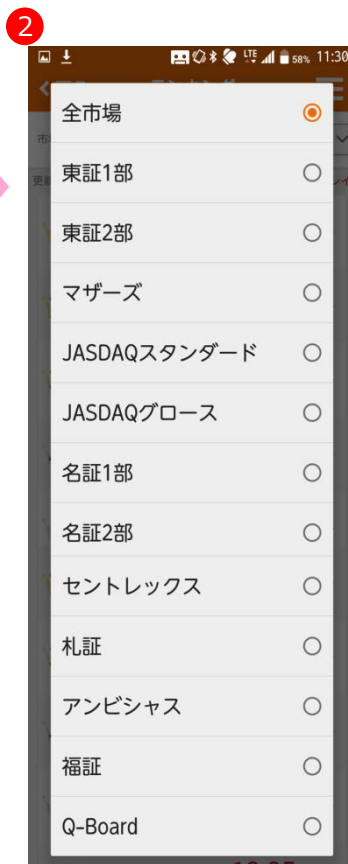 2
LTE 58% 11:30
全市場
東証1部
東証2部
マザーズ
JASDAQスタンダード
JASDAQグロース
名証1部
名証2部
セントレックス
札証
アンビシャス
福証
Q-Board